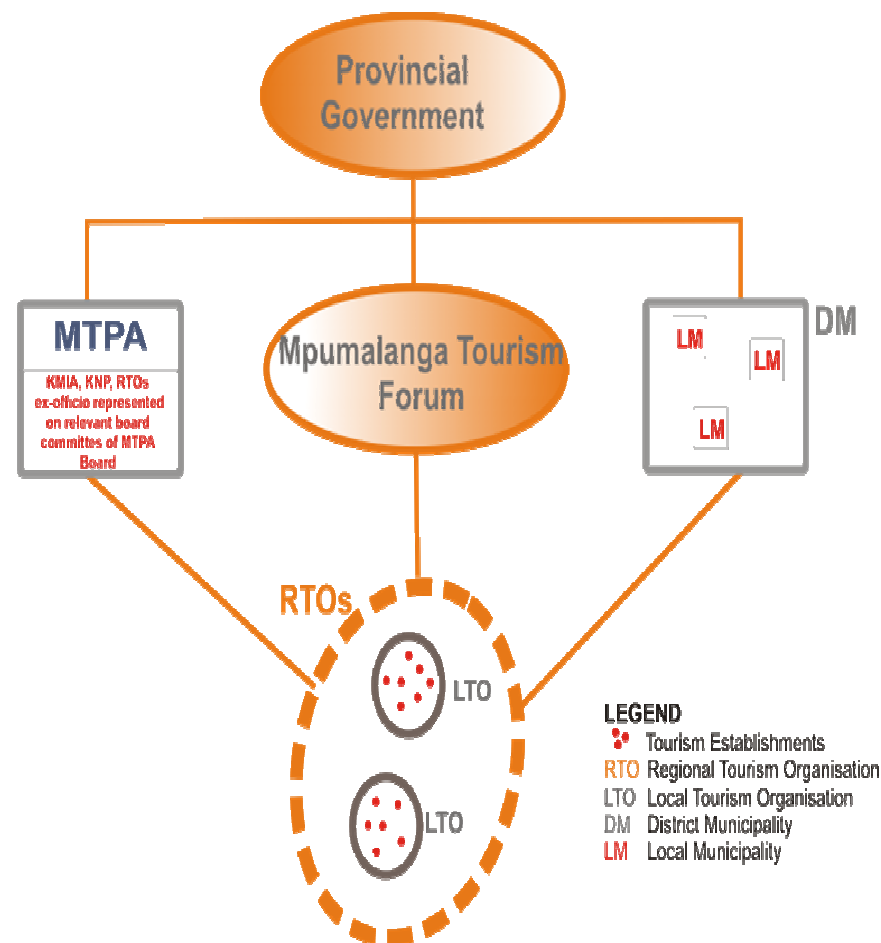 Provincial
Government
MTPA
KMIA, KNP, RTOs
ex-officio represented
on relevant board
committes of MTPA
Board
Mpumalanga Tourism
Forum
DM
LM
LM
LM
RTOs
LTO
LTO
LEGEND
Tourism Establishments
RTO Regional Tourism Organisation
LTO Local Tourism Organisation
DM District Municipality
LM Local Municipality